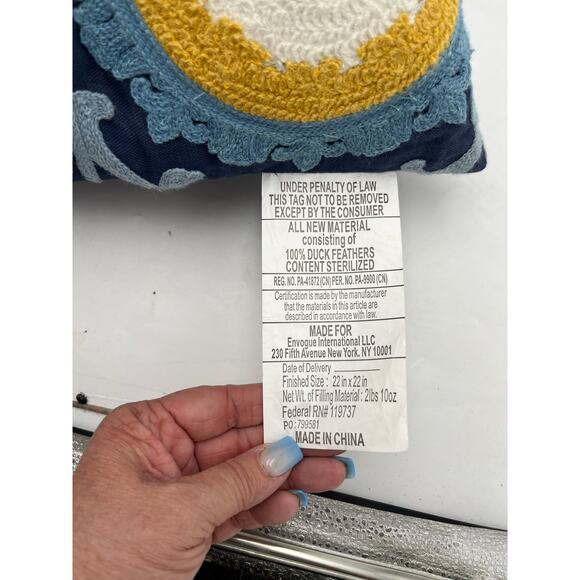 UNDER PENALTY OF LAW
THIS TAG NOT TO BE REMOVED
EXCEPT BY THE CONSUMER
ALL NEW MATERIAL
consisting of
100% DUCK FEATHERS
CONTENT STERILIZED
REG. NO. PA-41872 (CN) PER. NO. PA-9900 (CN)
Certification is made by the manufacturer
that the materials in this article are
described in accordance with law.
MADE FOR
Envogue International LLC
230 Fifth Avenue New York. NY 10001
Date of Delivery
Finished Size : 22 in x 22 in
Net Wt. of Filling Material : 2lbs 10oz
Federal RN# 119737
PO: 799581
MADE IN CHINA